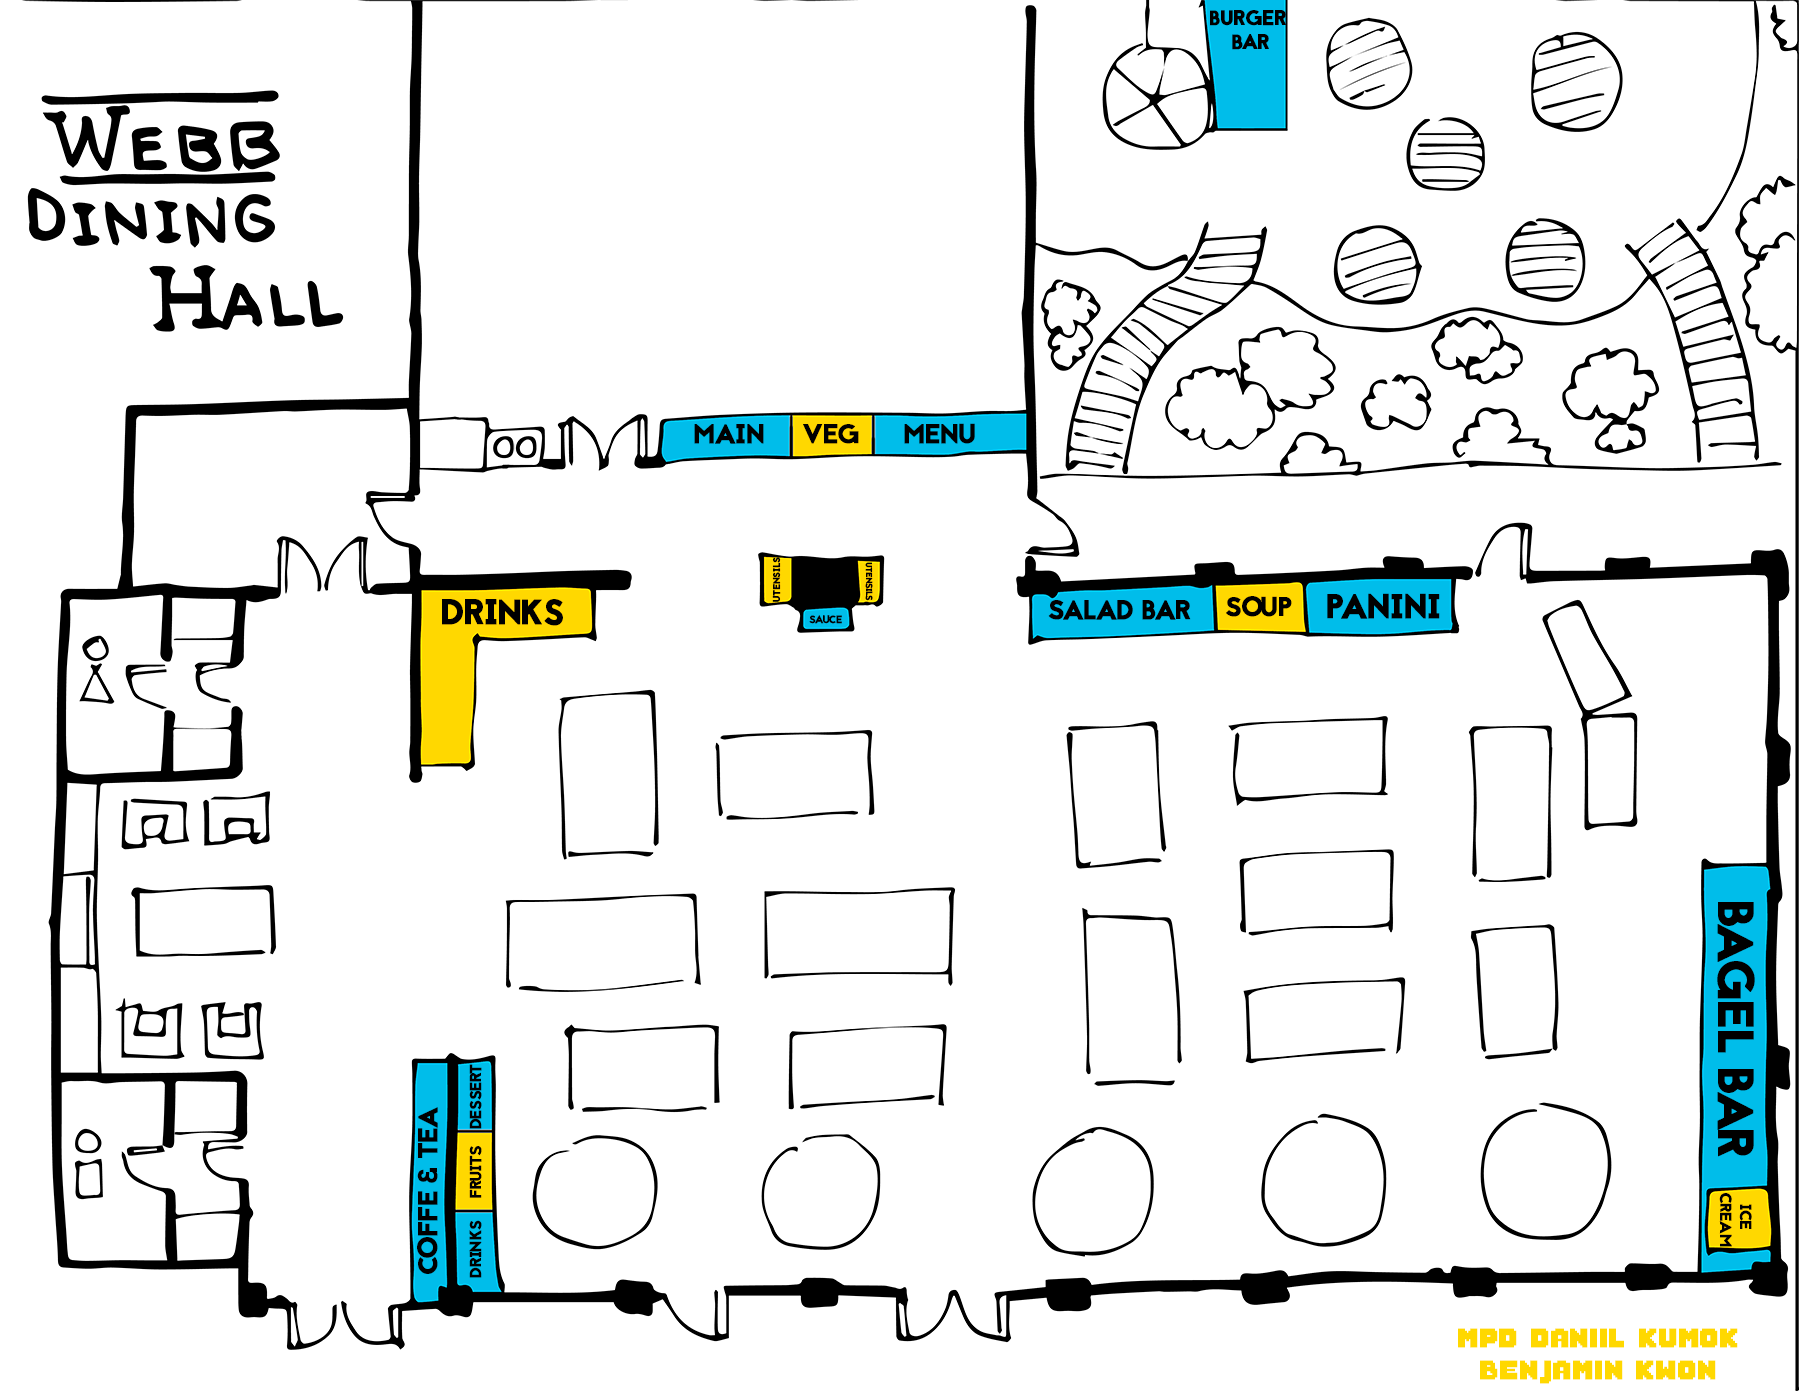 BURGER
BAR
WEBB
DINING
HALL
MAIN
VEG
MENU
UTENSILS
UTENSILS
SAUCE
DRINKS
SALAD BAR
SOUP
PANINI
BAGEL BAR
ICE
CREAM
COFFE & TEA
DESSERT
FRUITS
DRINKS
MPD DANIIL KUMOK
BENJAMIN KWON